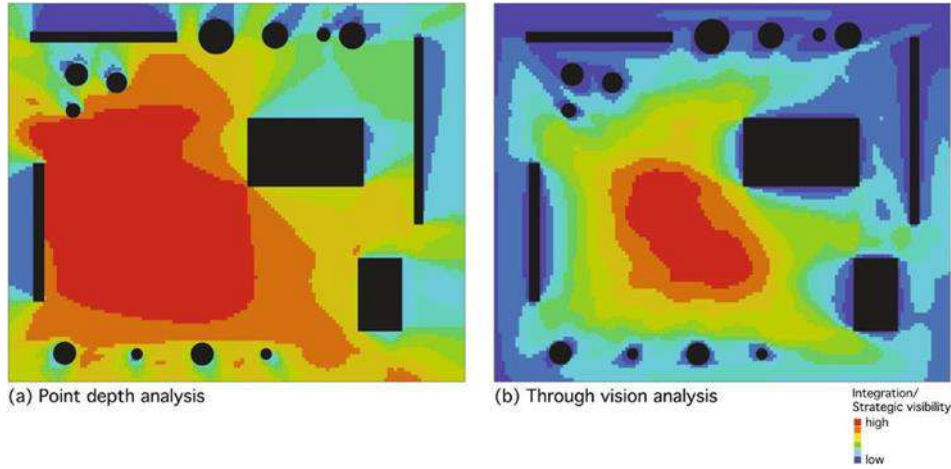 (a) Point depth analysis
(b) Through vision analysis
Integration/
Strategic visibility
high
low